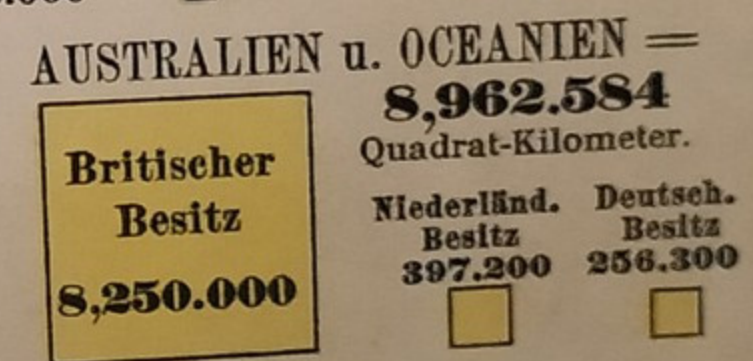 AUSTRALIEN u. OCEANIEN =
8,962.584
Quadrat-Kilometer.
Britischer
Besitz
8,250.000
Niederländ.
Besitz
397.200
Deutsch.
Besitz
256.300